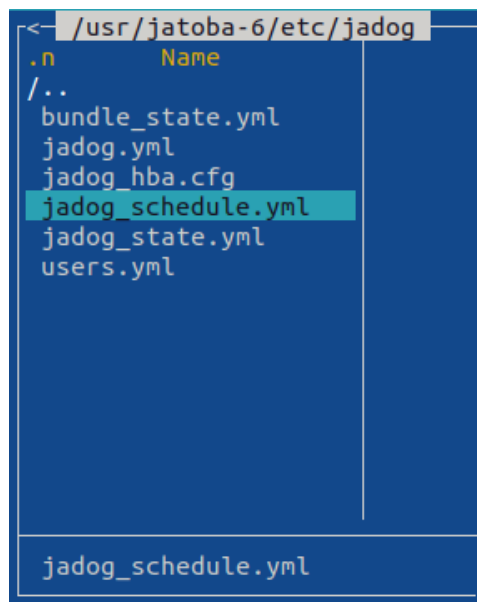 <- /usr/jatoba-6/etc/jadog
.n Name
/..
bundle_state.yml
jadog.yml
jadog_hba.cfg
jadog_schedule.yml
jadog_state.yml
users.yml
jadog_schedule.yml